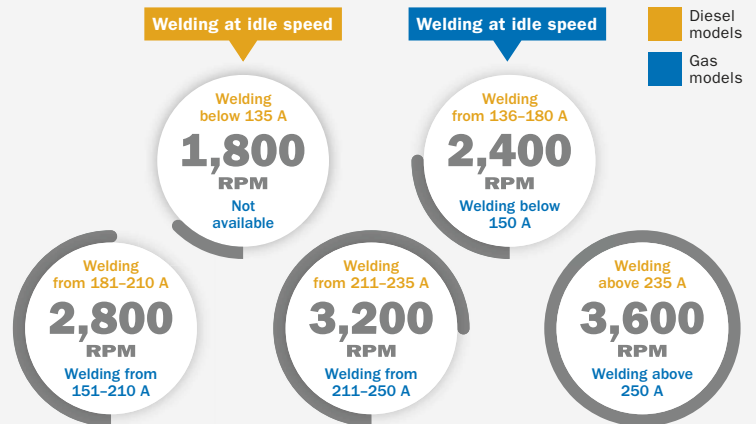 Welding at idle speed
Welding at idle speed
Diesel
models
Gas
models
Welding
below 135 A
1,800
RPM
Not
available
Welding
from 136–180 A
2,400
RPM
Welding below
150 A
Welding
from 181–210 A
2,800
RPM
Welding from
151–210 A
Welding
from 211–235 A
3,200
RPM
Welding from
211–250 A
Welding
above 235 A
3,600
RPM
Welding above
250 A